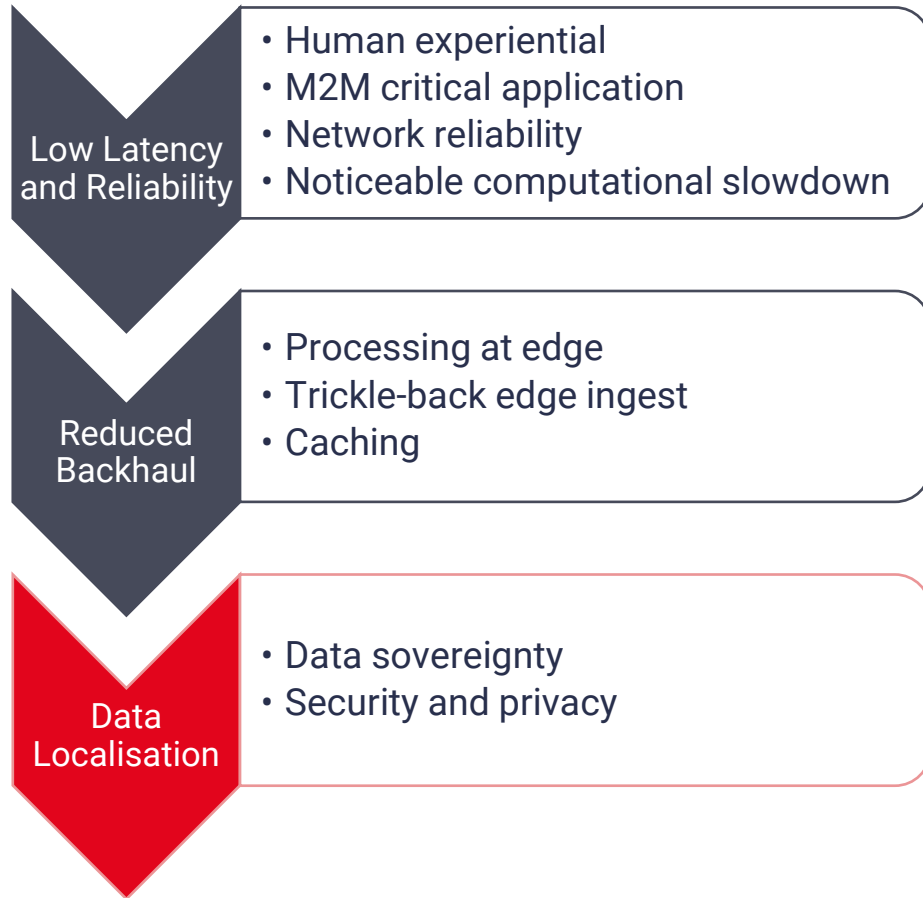 Low Latency
and Reliability
• Human experiential
• M2M critical application
• Network reliability
• Noticeable computational slowdown
Reduced
Backhaul
• Processing at edge
• Trickle-back edge ingest
• Caching
Data
Localisation
• Data sovereignty
• Security and privacy